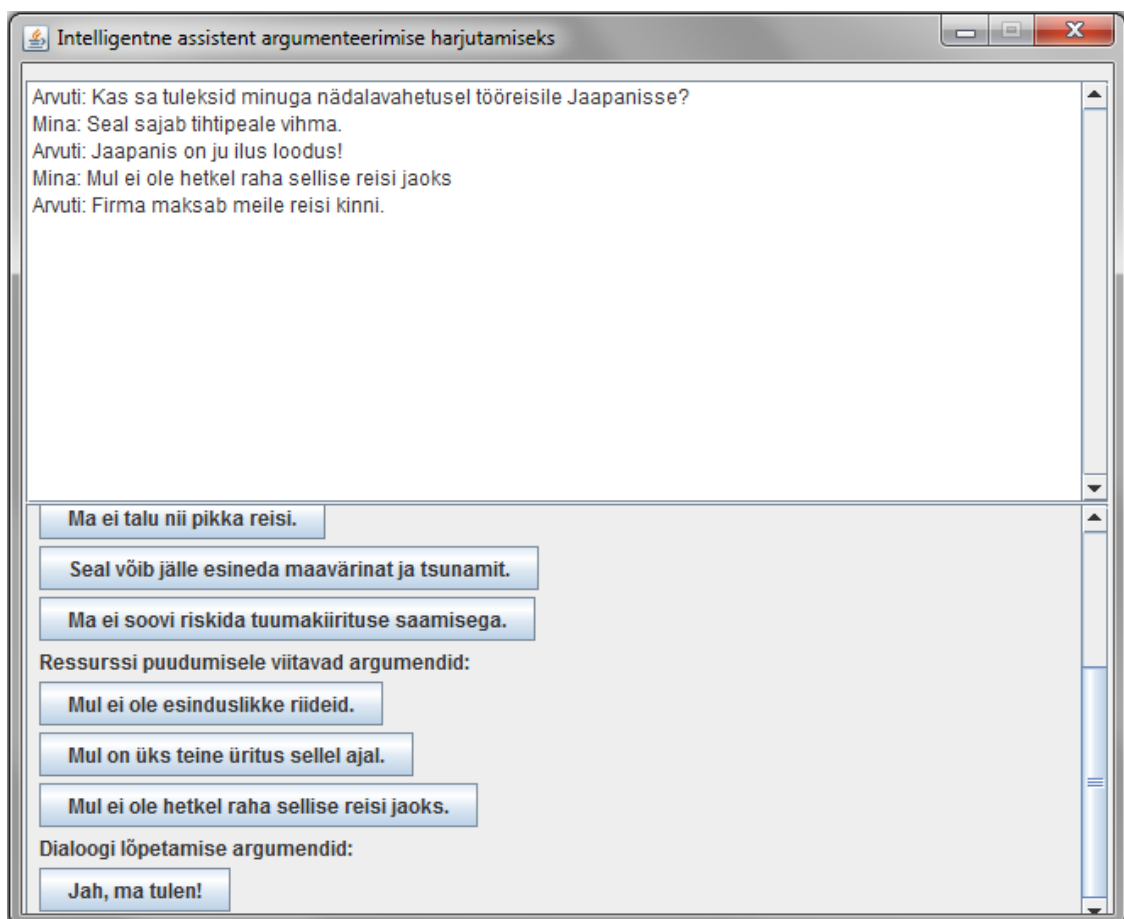 Intelligentne assistent argumenteerimise harjutamiseks
Arvuti: Kas sa tuleksid minuga nädalavahetusel tööreisile Jaapanisse?
Mina: Seal sajab tihtipeale vihma.
Arvuti: Jaapanis on ju ilus loodus!
Mina: Mul ei ole hetkel raha sellise reisi jaoks
Arvuti: Firma maksab meile reisi kinni.
Ma ei talu nii pikka reisi.
Seal võib jälle esineda maavärinat ja tsunamit.
Ma ei soovi riskida tuumakiirituse saamisega.
Ressurssi puudumisele viitavad argumendid:
Mul ei ole esinduslikke riideid.
Mul on üks teine üritus sellel ajal.
Mul ei ole hetkel raha sellise reisi jaoks.
Dialoogi lõpetamise argumendid:
Jah, ma tulen!